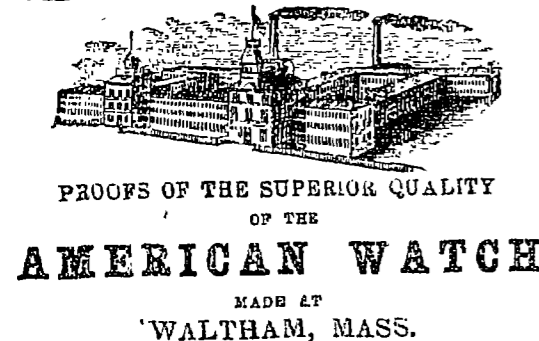 PROOFS OF THE SUPERIOR QUALITY
OF THE
AMERICAN WATCH
MADE AT
WALTHAM, MASS.